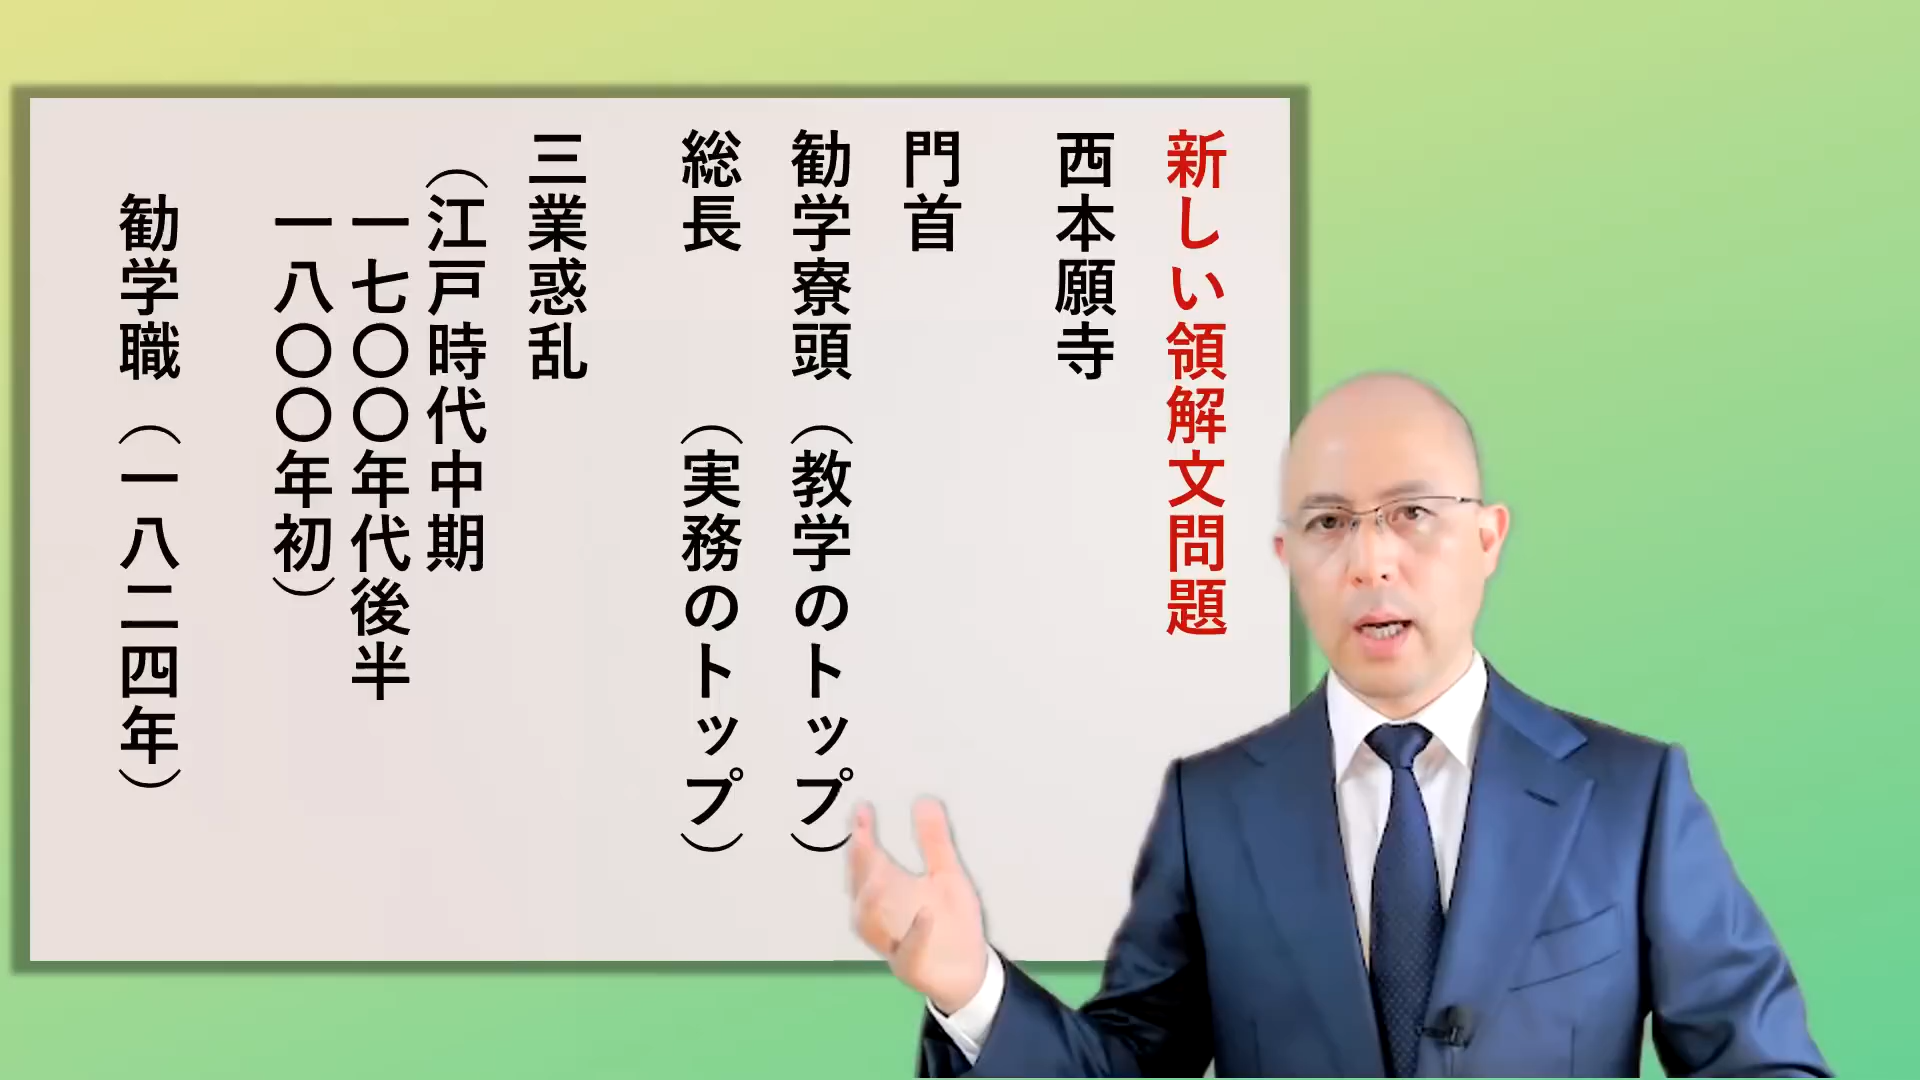 新しい領解文問題
西本願寺
門首
勧学寮頭（教学のトップ）
総長（実務のトップ）
三業惑乱
（江戸時代中期
一七〇〇年代後半
一八〇〇年初）
勧学職（一八二四年）